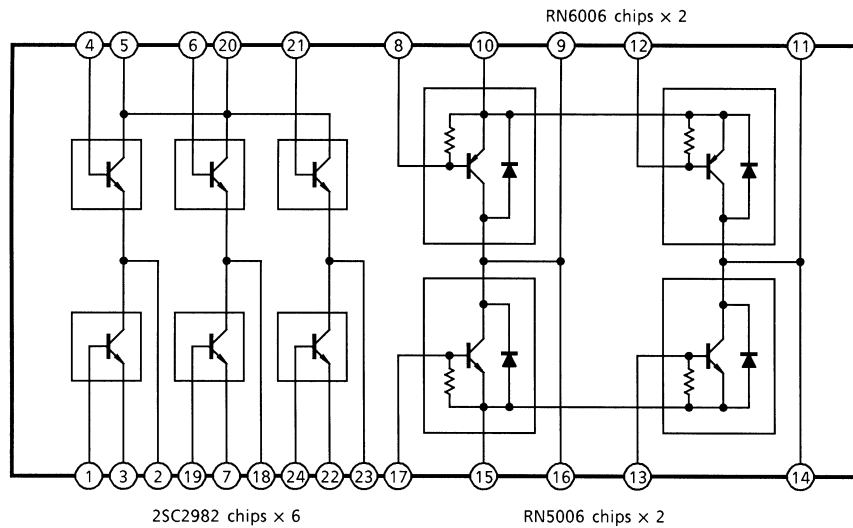 RN6006 chips × 2
4 5 6 20 21 8 10 9 12 11
1 3 2 19 7 18 24 22 23 17 15 16 13 14
2SC2982 chips × 6 RN5006 chips × 2